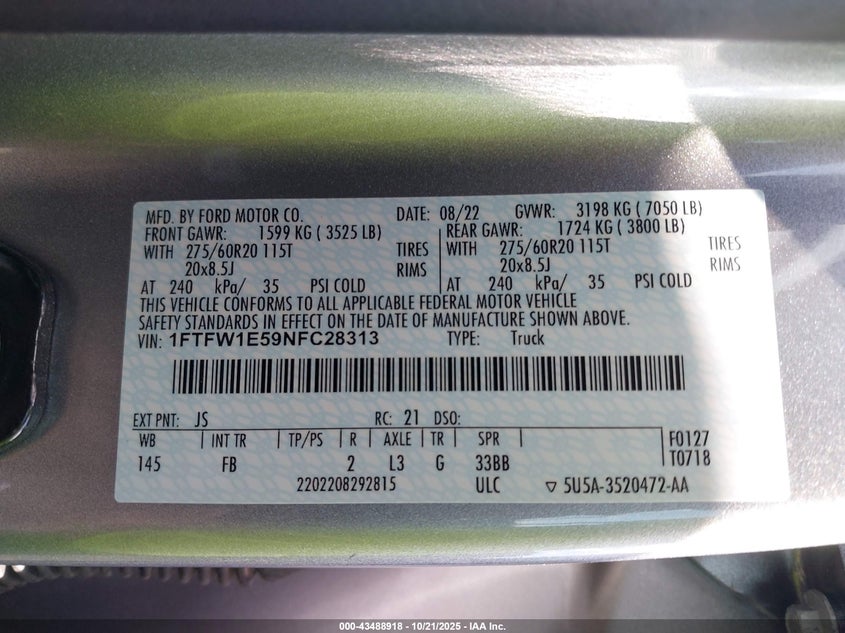 MFD. BY FORD MOTOR CO. DATE: 08/22 GVWR: 3198 KG ( 7050 LB)
FRONT GAWR: 1599 KG ( 3525 LB) REAR GAWR: 1724 KG ( 3800 LB)
WITH 275/60R20 115T TIRES WITH 275/60R20 115T TIRES
20x8.5J RIMS 20x8.5J RIMS
AT 240 kPa/ 35 PSI COLD AT 240 kPa/ 35 PSI COLD
THIS VEHICLE CONFORMS TO ALL APPLICABLE FEDERAL MOTOR VEHICLE
SAFETY STANDARDS IN EFFECT ON THE DATE OF MANUFACTURE SHOWN ABOVE.
VIN: 1FTFW1E59NFC28313 TYPE: Truck
EXT PNT: JS RC: 21 DSO:
WB INT TR TP/PS R AXLE TR SPR F0127
145 FB 2 L3 G 33BB T0718
2202208292815 ULC ▽ 5U5A-3520472-AA
000-43488918 - 10/21/2025 - IAA Inc.